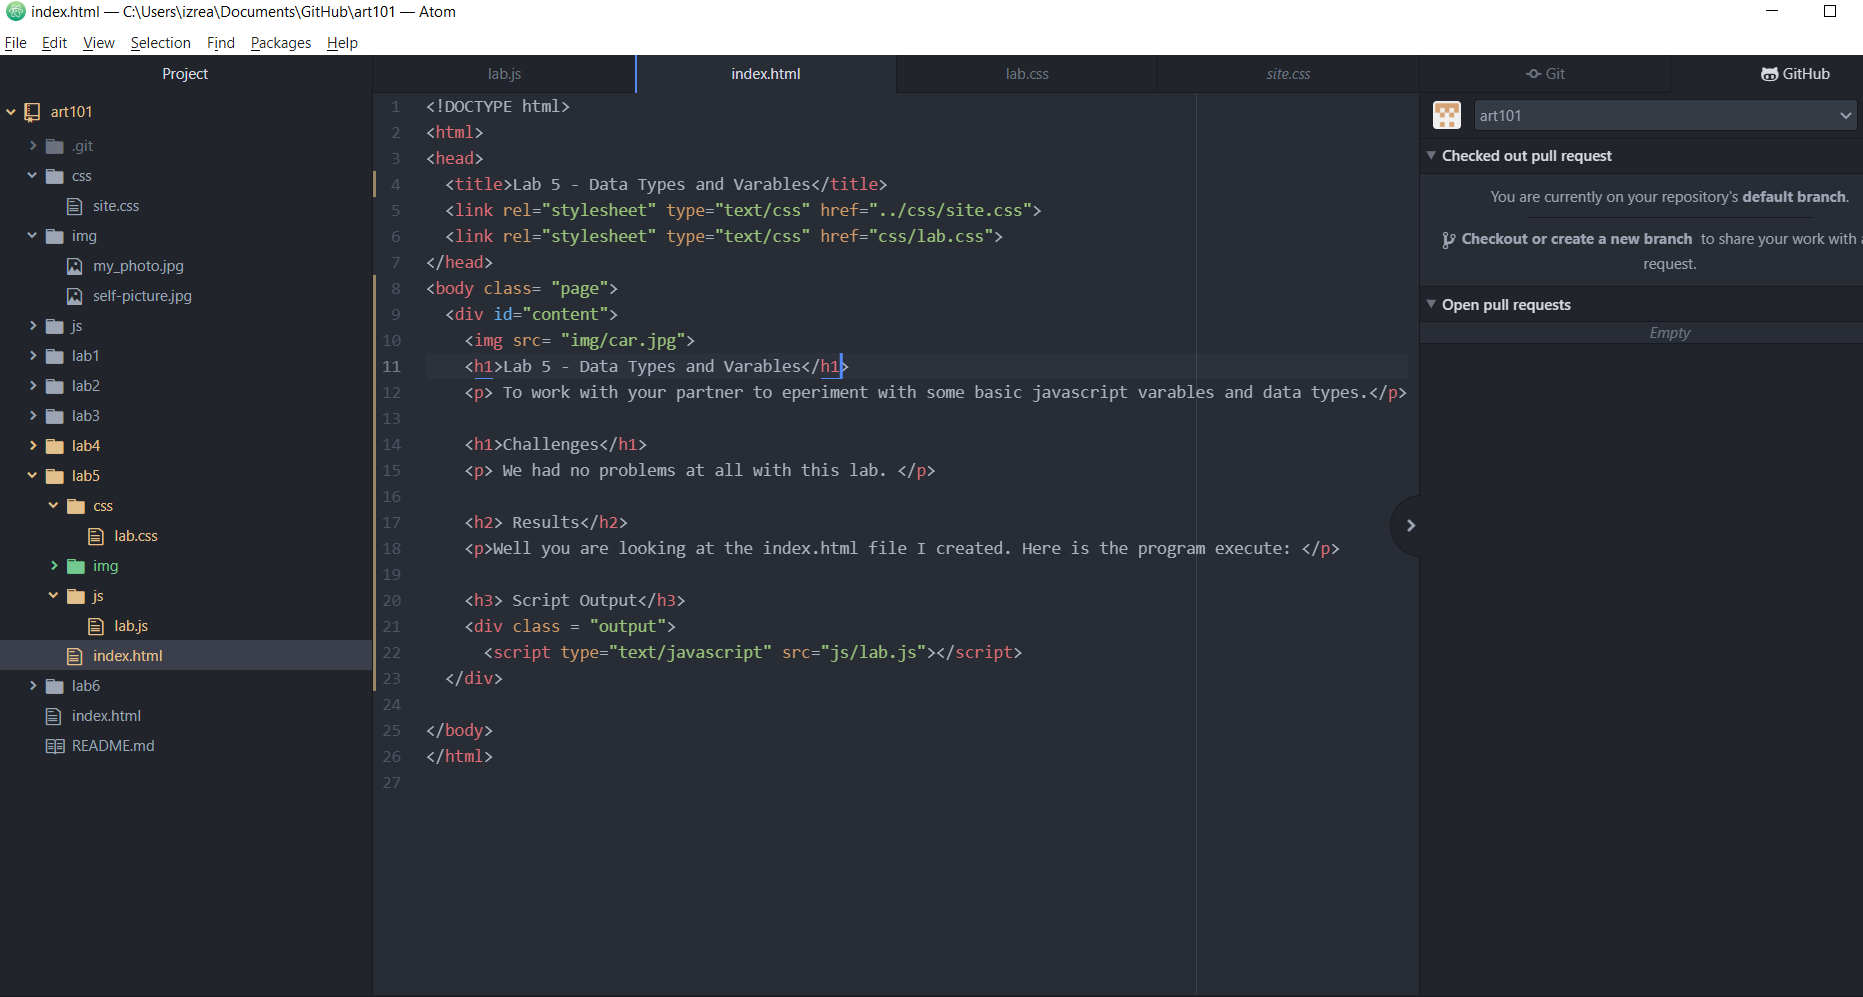 index.html — C:\Users\izrea\Documents\GitHub\art101 — Atom
File Edit View Selection Find Packages Help
Project
art101
.git
css
site.css
img
my_photo.jpg
self-picture.jpg
js
lab1
lab2
lab3
lab4
lab5
css
lab.css
img
js
lab.js
index.html
lab6
index.html
README.md
lab.js index.html lab.css site.css
1 <!DOCTYPE html>
2 <html>
3 <head>
4 <title>Lab 5 - Data Types and Varables</title>
5 <link rel="stylesheet" type="text/css" href="../css/site.css">
6 <link rel="stylesheet" type="text/css" href="css/lab.css">
7 </head>
8 <body class= "page">
9 <div id="content">
10 <img src= "img/car.jpg">
11 <h1>Lab 5 - Data Types and Varables</h1>
12 <p> To work with your partner to eperiment with some basic javascript varables and data types.</p>
13
14 <h1>Challenges</h1>
15 <p> We had no problems at all with this lab. </p>
16
17 <h2> Results</h2>
18 <p>Well you are looking at the index.html file I created. Here is the program execute: </p>
19
20 <h3> Script Output</h3>
21 <div class = "output">
22 <script type="text/javascript" src="js/lab.js"></script>
23 </div>
24
25 </body>
26 </html>
27
Git GitHub
art101
Checked out pull request
You are currently on your repository's default branch.
Checkout or create a new branch to share your work with a
request.
Open pull requests
Empty